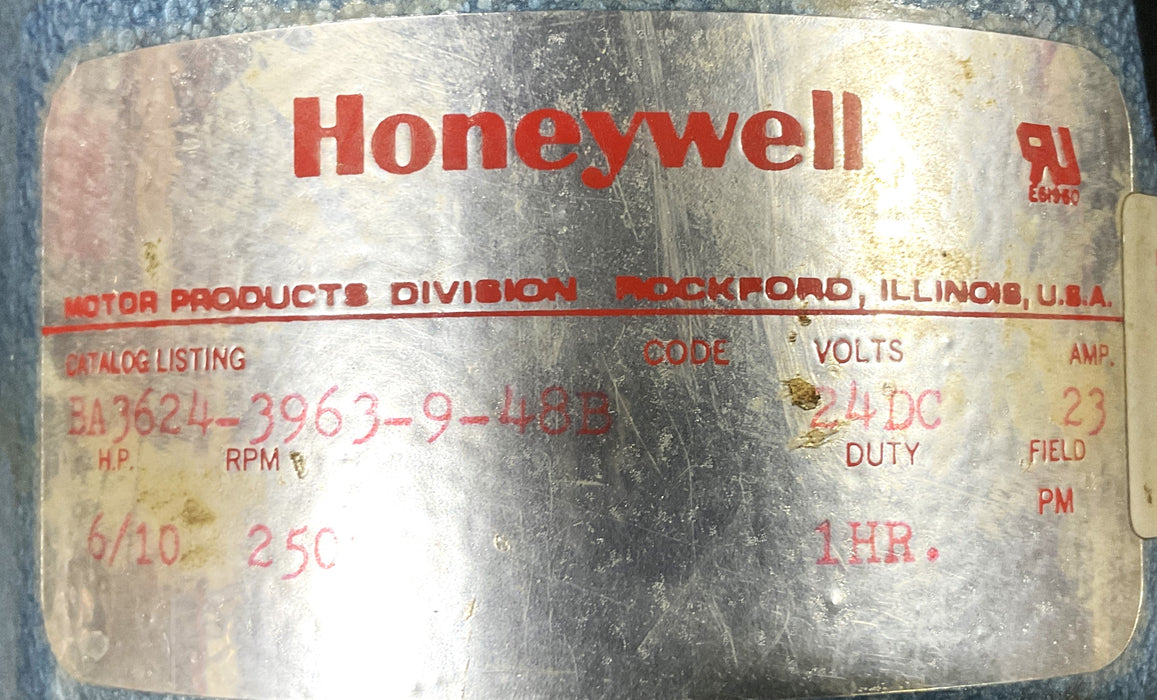 Honeywell
MOTOR PRODUCTS DIVISION ROCKFORD, ILLINOIS, U.S.A.
CATALOG LISTING CODE VOLTS AMP.
BA3624-3963-9-48B 24DC 23
H.P. RPM DUTY FIELD
PM
6/10 250 1HR.